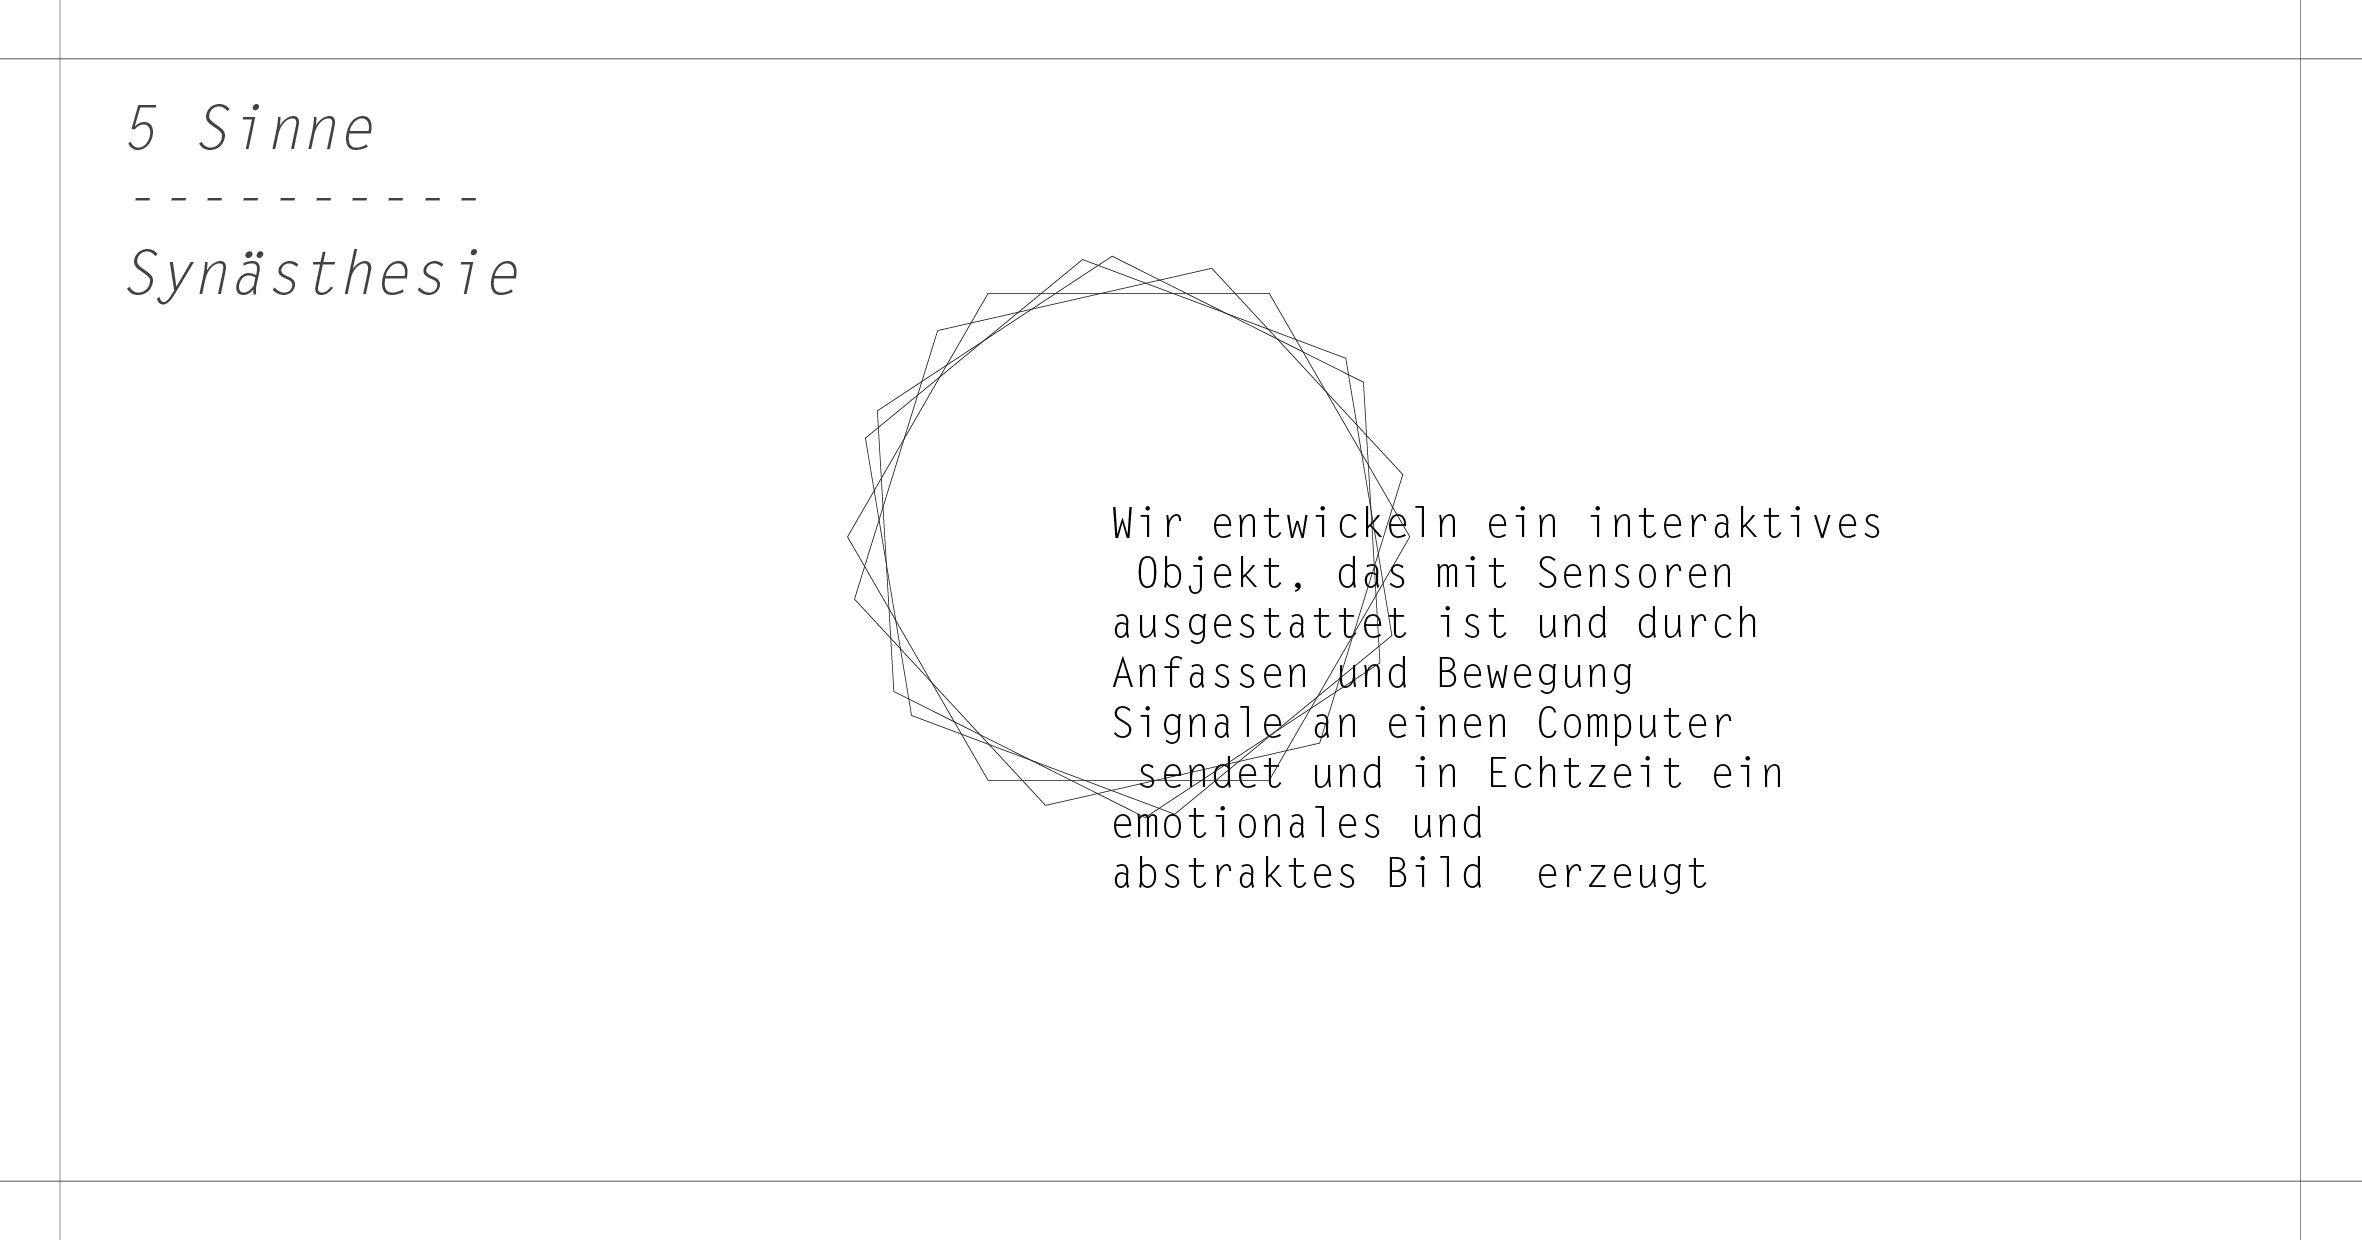 5 Sinne
----------
Synästhesie
Wir entwickeln ein interaktives
Objekt, das mit Sensoren
ausgestattet ist und durch
Anfassen und Bewegung
Signale an einen Computer
sendet und in Echtzeit ein
emotionales und
abstraktes Bild  erzeugt